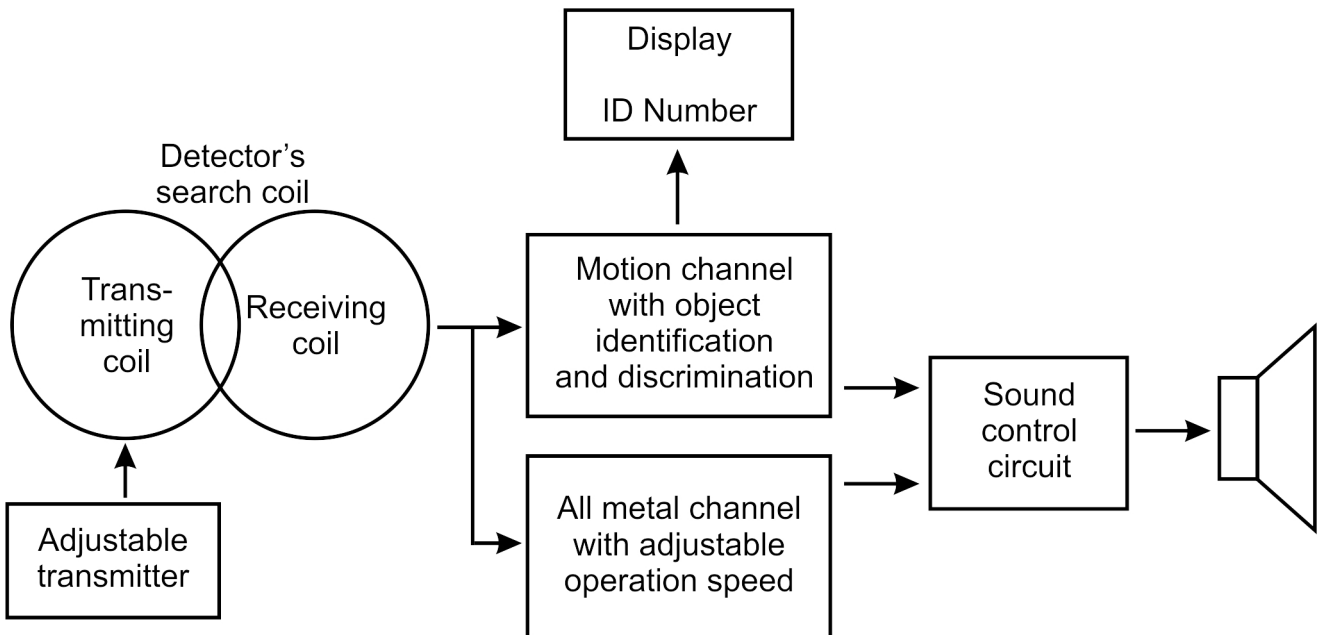 Display
ID Number
Detector’s
search coil
Trans-
mitting
coil
Receiving
coil
Motion channel
with object
identification
and discrimination
Sound
control
circuit
All metal channel
with adjustable
operation speed
Adjustable
transmitter